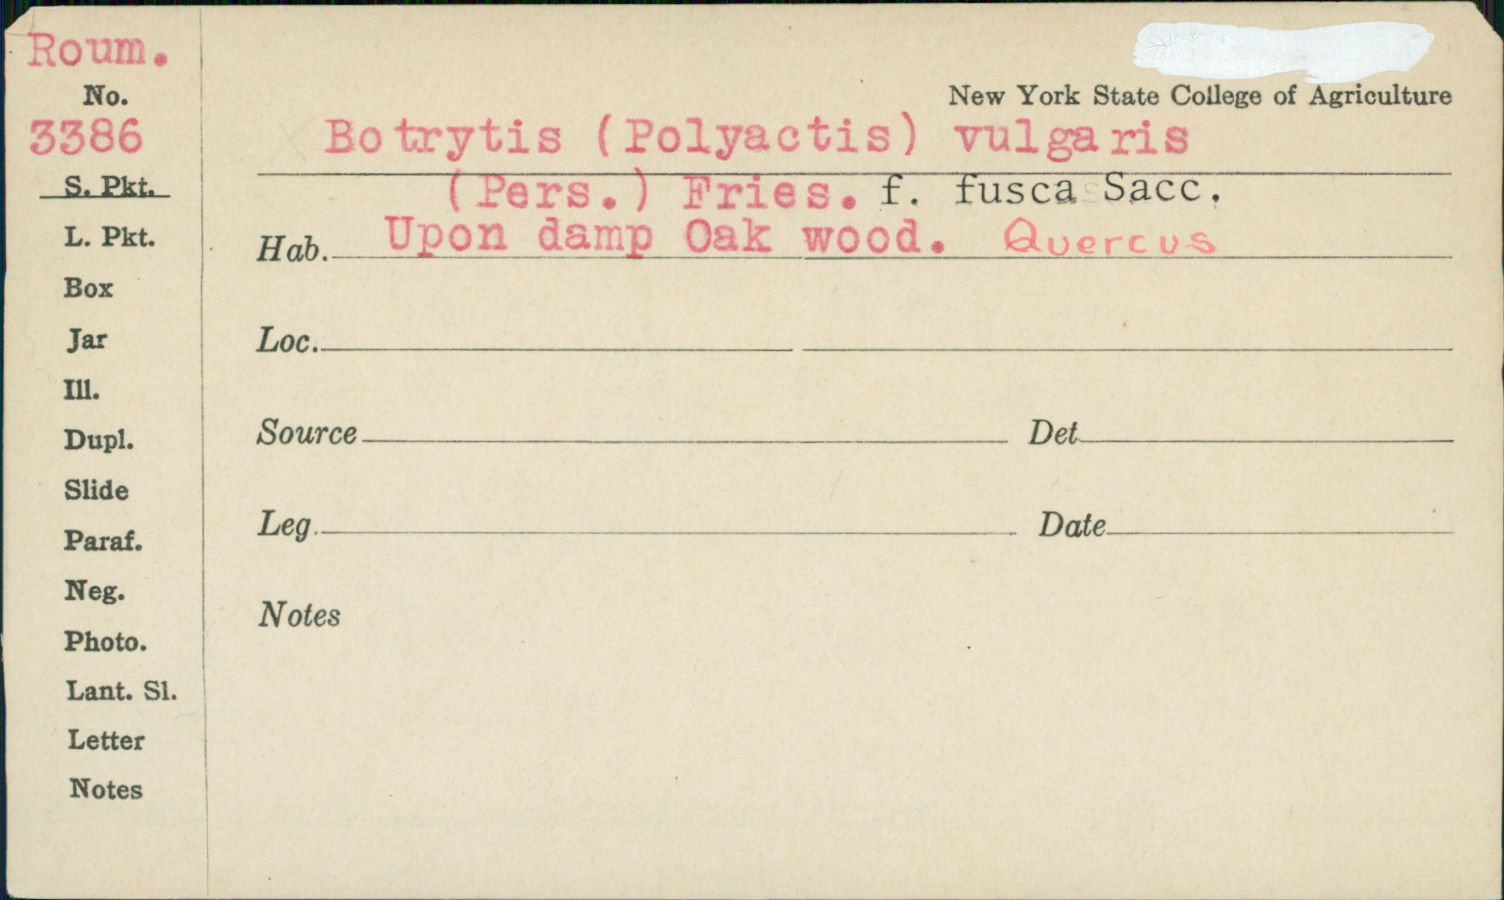 Roum.
No.
3386
S. Pkt.
L. Pkt.
Box
Jar
Ill.
Dupl.
Slide
Paraf.
Neg.
Photo.
Lant. Sl.
Letter
Notes
New York State College of Agriculture
Botrytis (Polyactis) vulgaris
(Pers.) Fries. f. fusca Sacc.
Hab. Upon damp Oak wood. Quercus
Loc.
Source Det
Leg. Date
Notes